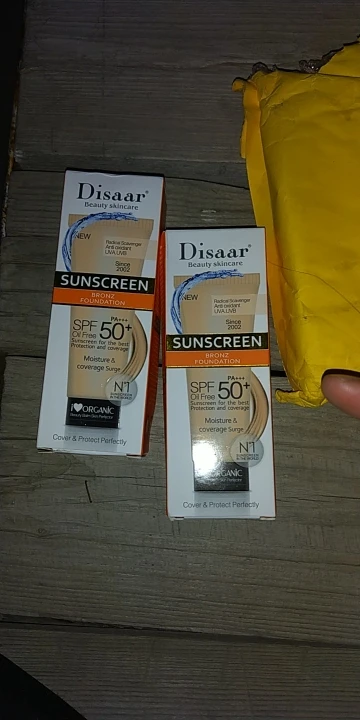 Disaar
Beauty skincare
NEW
Radical Scavenger
Anti oxidant
UVA,UVB
Since
2002
SUNSCREEN
BRONZ
FOUNDATION
PA+++
SPF 50+
Oil Free
Sunscreen for the best
Protection and coverage
Moisture &
coverage Surge
N°1
I ORGANIC
Cover & Protect Perfectly
Disaar
Beauty skincare
NEW
Radical Scavenger
Anti oxidant
UVA,UVB
Since
2002
SUNSCREEN
BRONZ
FOUNDATION
PA+++
SPF 50+
Oil Free
Sunscreen for the best
Protection and coverage
Moisture &
coverage Surge
N°1
ORGANIC
Cover & Protect Perfectly